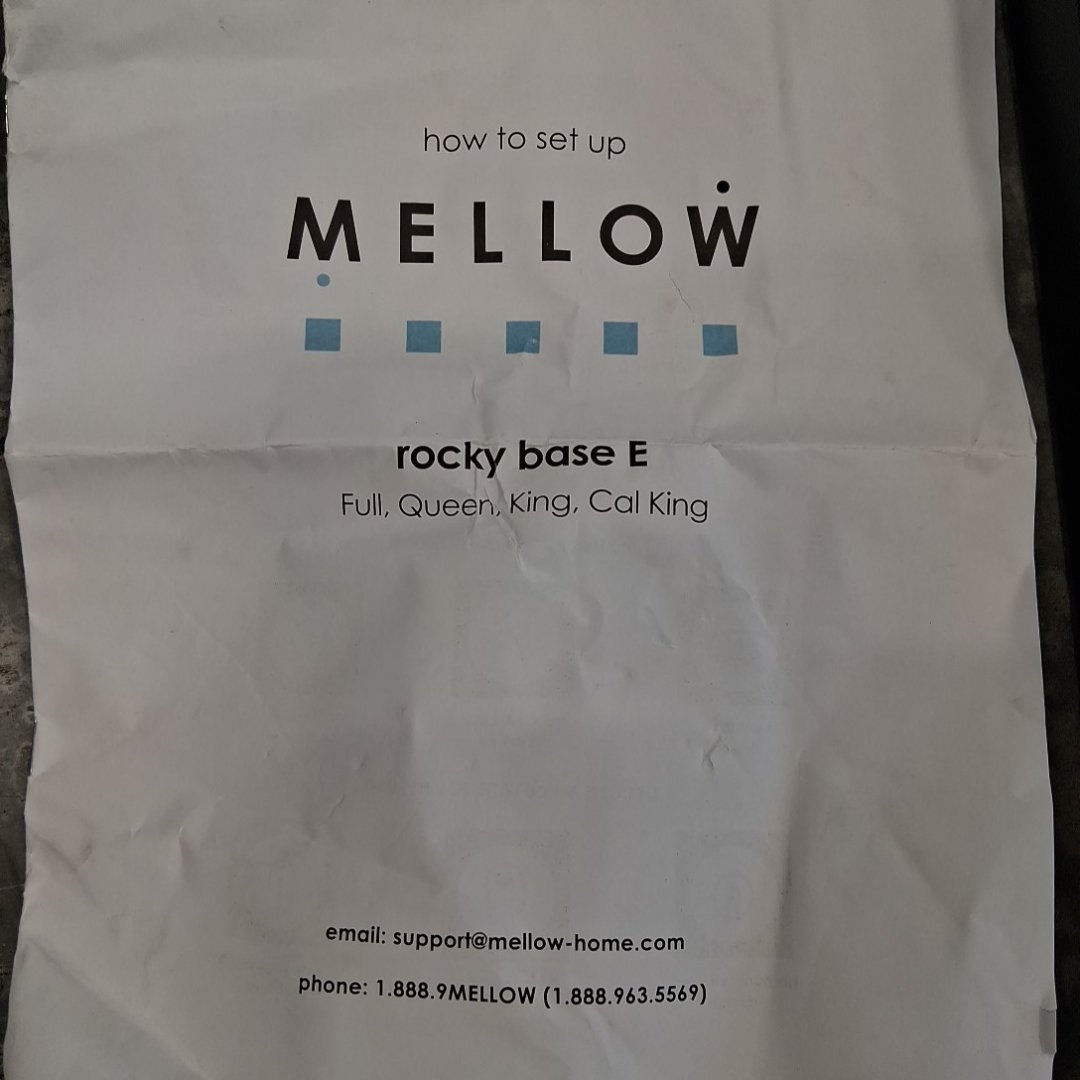 how to set up
MELLOW
rocky base E
Full, Queen, King, Cal King
email: support@mellow-home.com
phone: 1.888.9MELLOW (1.888.963.5569)